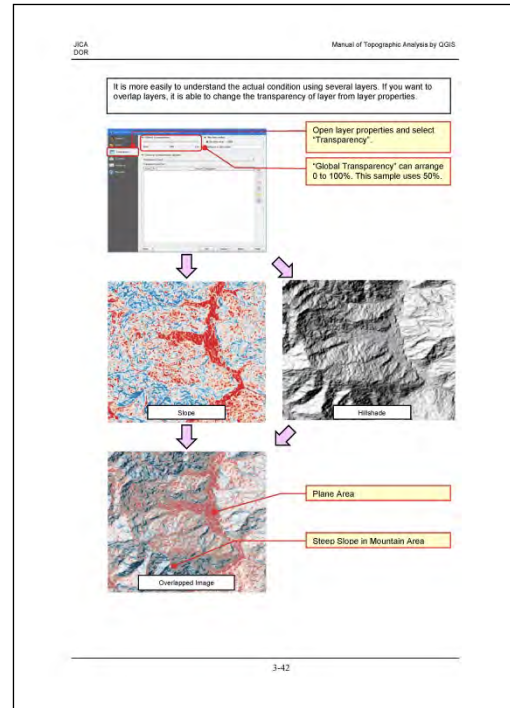 JICA
DOR
Manual of Topographic Analysis by QGIS
It is more easily to understand the actual condition using several layers. If you want to
overlap layers, it is able to change the transparency of layer from layer properties.
Open layer properties and select
"Transparency".
"Global Transparency" can arrange
0 to 100%. This sample uses 50%.
Slope
Hillshade
Plane Area
Steep Slope in Mountain Area
Overlapped Image
3-42